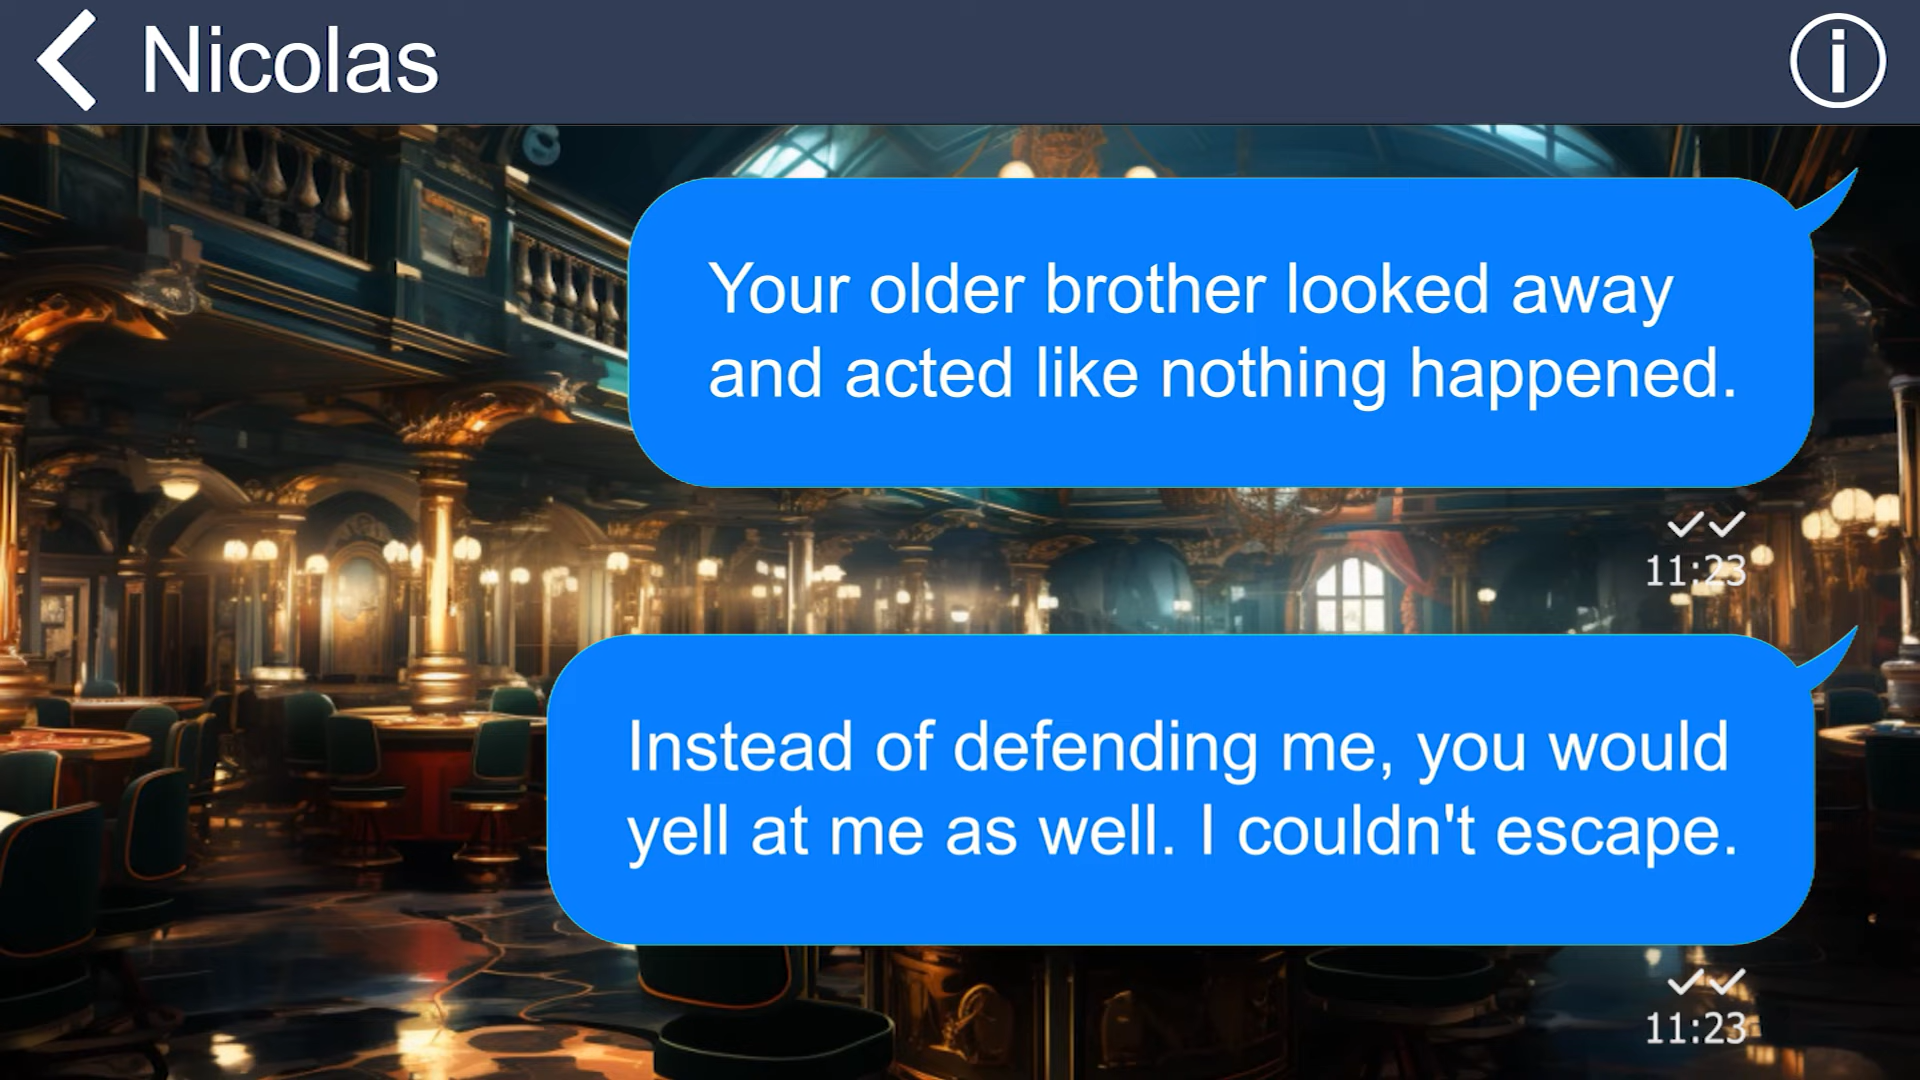 Nicolas
Your older brother looked away
and acted like nothing happened.
11:23
Instead of defending me, you would
yell at me as well. I couldn't escape.
11:23